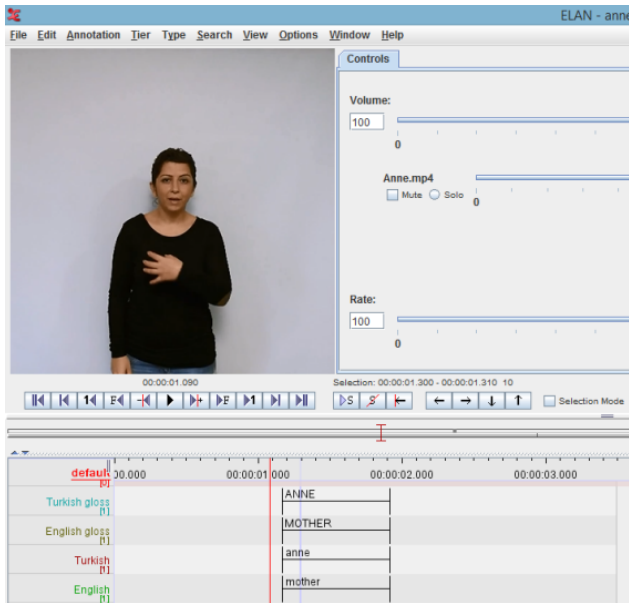 ELAN - anne
File Edit Annotation Tier Type Search View Options Window Help
Controls
Volume:
100
0
Anne.mp4
Mute Solo
0
Rate:
100
0
00:00:01.090
Selection: 00:00:01.300 - 00:00:01.310 10
1 F F 1 S S Selection Mode
default 00.000 00:00:01.000 00:00:02.000 00:00:03.000
[0]
Turkish gloss ANNE
[1]
English gloss MOTHER
[1]
Turkish anne
[1]
English mother
[1]